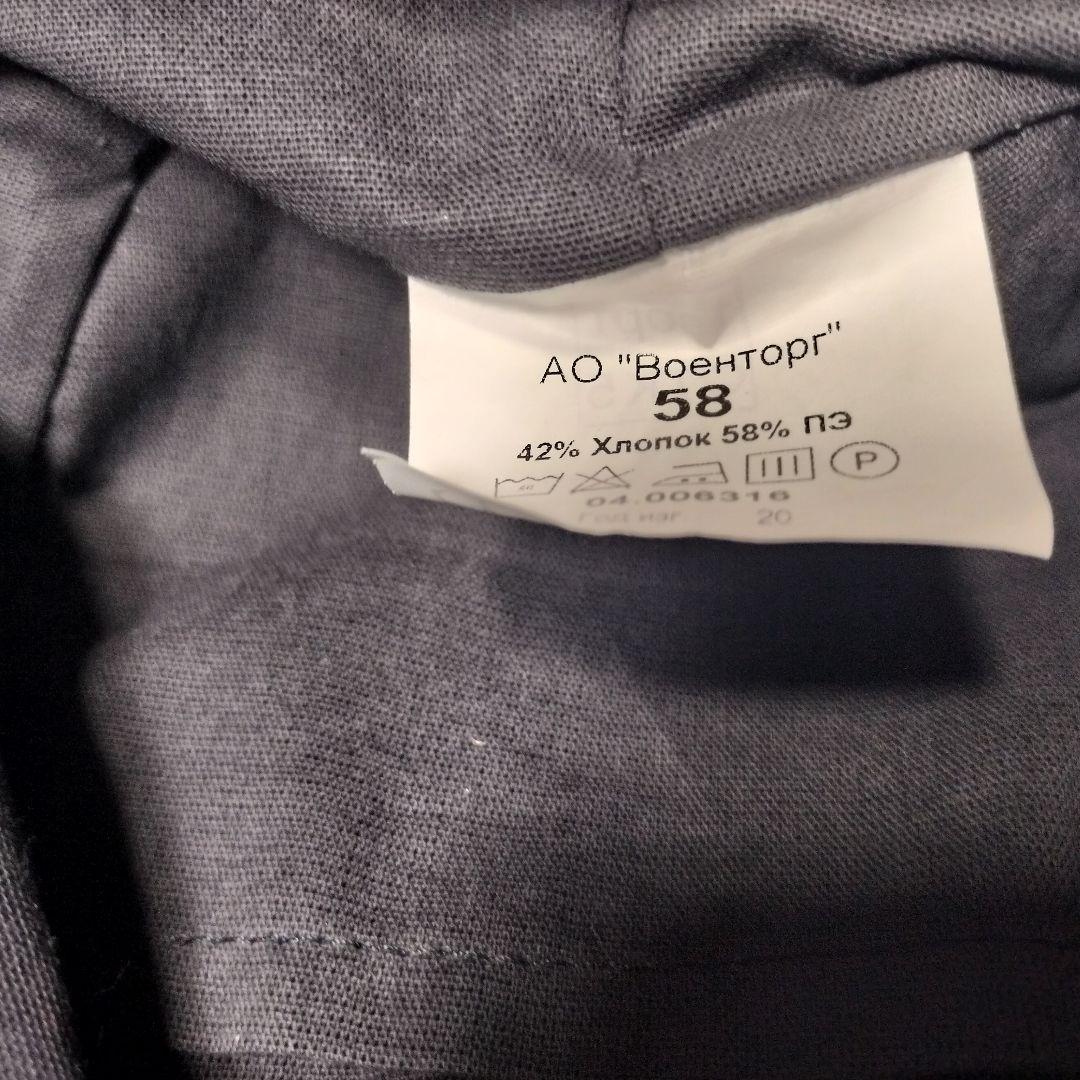 АО "Военторг"
58
42% Хлопок 58% ПЭ
P
04.006316
Год изг 20